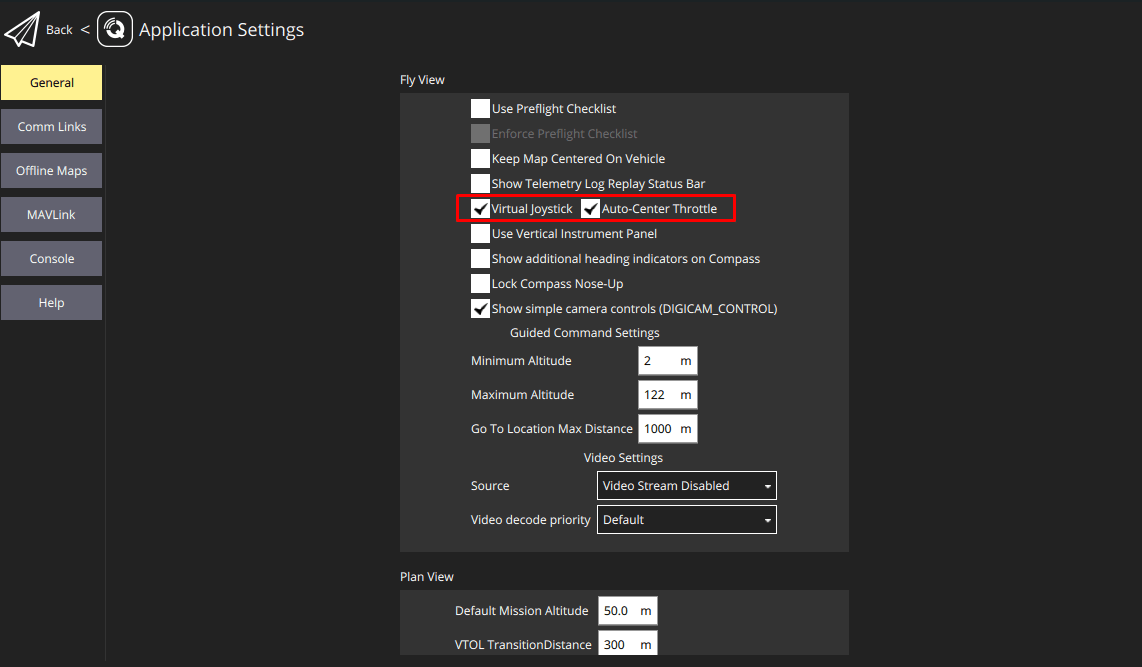 Back < Application Settings
General
Comm Links
Offline Maps
MAVLink
Console
Help
Fly View
Use Preflight Checklist
Enforce Preflight Checklist
Keep Map Centered On Vehicle
Show Telemetry Log Replay Status Bar
Virtual Joystick Auto-Center Throttle
Use Vertical Instrument Panel
Show additional heading indicators on Compass
Lock Compass Nose-Up
Show simple camera controls (DIGICAM_CONTROL)
Guided Command Settings
Minimum Altitude 2 m
Maximum Altitude 122 m
Go To Location Max Distance 1000 m
Video Settings
Source Video Stream Disabled
Video decode priority Default
Plan View
Default Mission Altitude 50.0 m
VTOL TransitionDistance 300 m